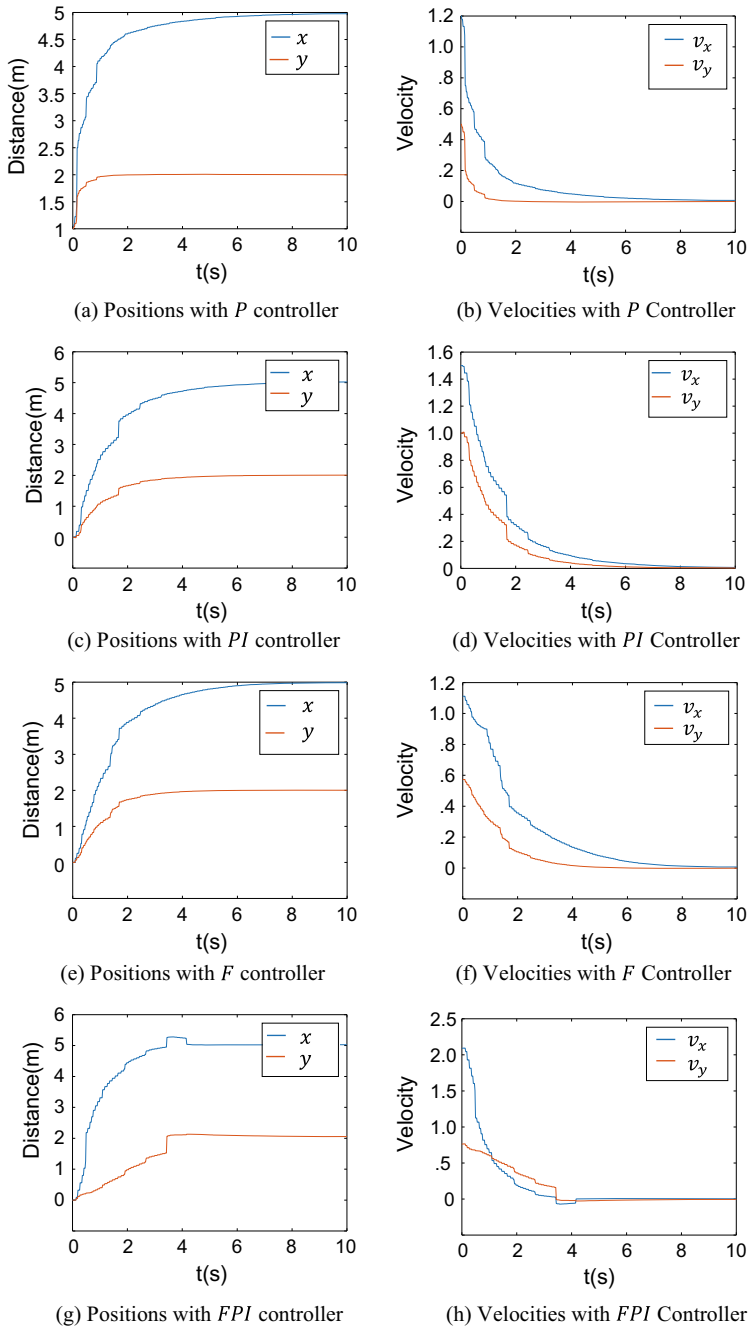 5
4.5
4
3.5
3
2.5
2
1.5
1
0 2 4 6 8 10
Distance(m)
t(s)
x
y
(a) Positions with P controller
1.2
1
.8
.6
.4
.2
0
0 2 4 6 8 10
Velocity
t(s)
v_x
v_y
(b) Velocities with P Controller
6
5
4
3
2
1
0
0 2 4 6 8 10
Distance(m)
t(s)
x
y
(c) Positions with PI controller
1.6
1.4
1.2
1.0
.8
.6
.4
.2
0
0 2 4 6 8 10
Velocity
t(s)
v_x
v_y
(d) Velocities with PI Controller
5
4
3
2
1
0
0 2 4 6 8 10
Distance(m)
t(s)
x
y
(e) Positions with F controller
1.2
1.0
.8
.6
.4
.2
0
0 2 4 6 8 10
Velocity
t(s)
v_x
v_y
(f) Velocities with F Controller
6
5
4
3
2
1
0
0 2 4 6 8 10
Distance(m)
t(s)
x
y
(g) Positions with FPI controller
2.5
2.0
1.5
1.0
.5
0
0 2 4 6 8 10
Velocity
t(s)
v_x
v_y
(h) Velocities with FPI Controller